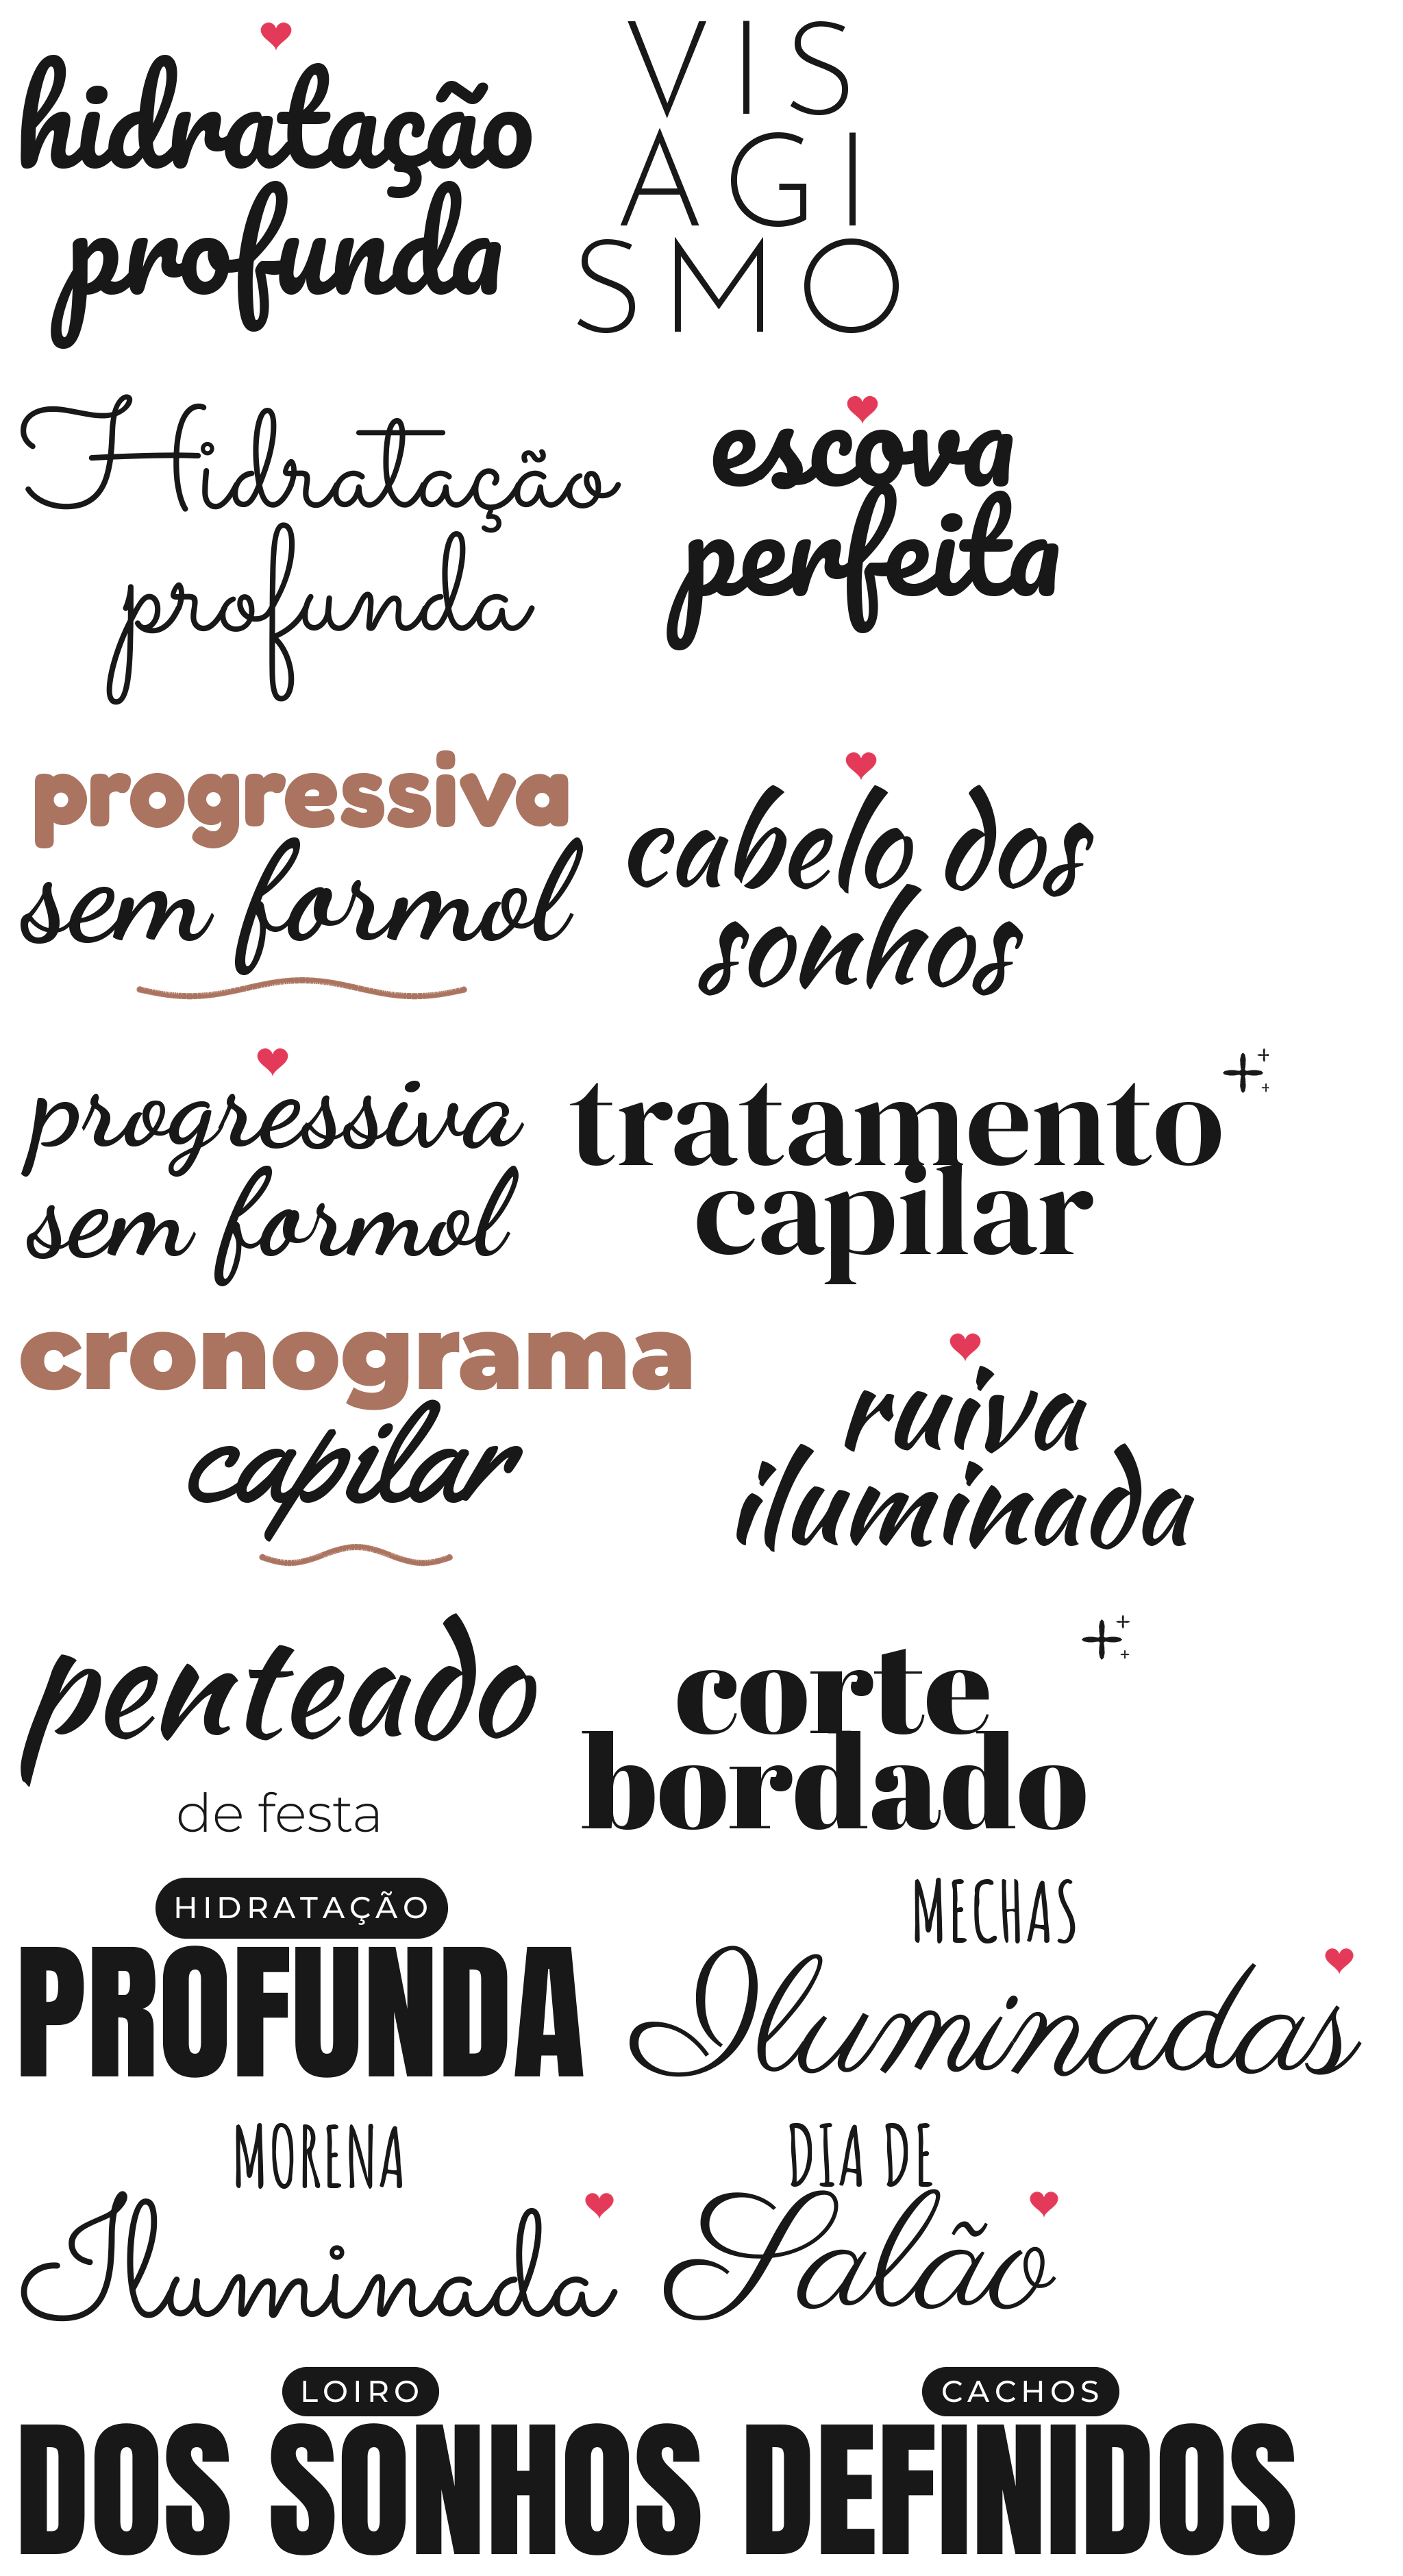 hidratação
profunda
VIS
AGI
SMO
Hidratação
profunda
escova
perfeita
progressiva
sem formol
cabelo dos
sonhos
progressiva
sem formol
tratamento
capilar
cronograma
capilar
ruiva
iluminada
penteado
de festa
corte
bordado
HIDRATAÇÃO
PROFUNDA
MECHAS
Iluminadas
MORENA
Iluminada
DIA DE
Salão
LOIRO
DOS SONHOS
CACHOS
DEFINIDOS